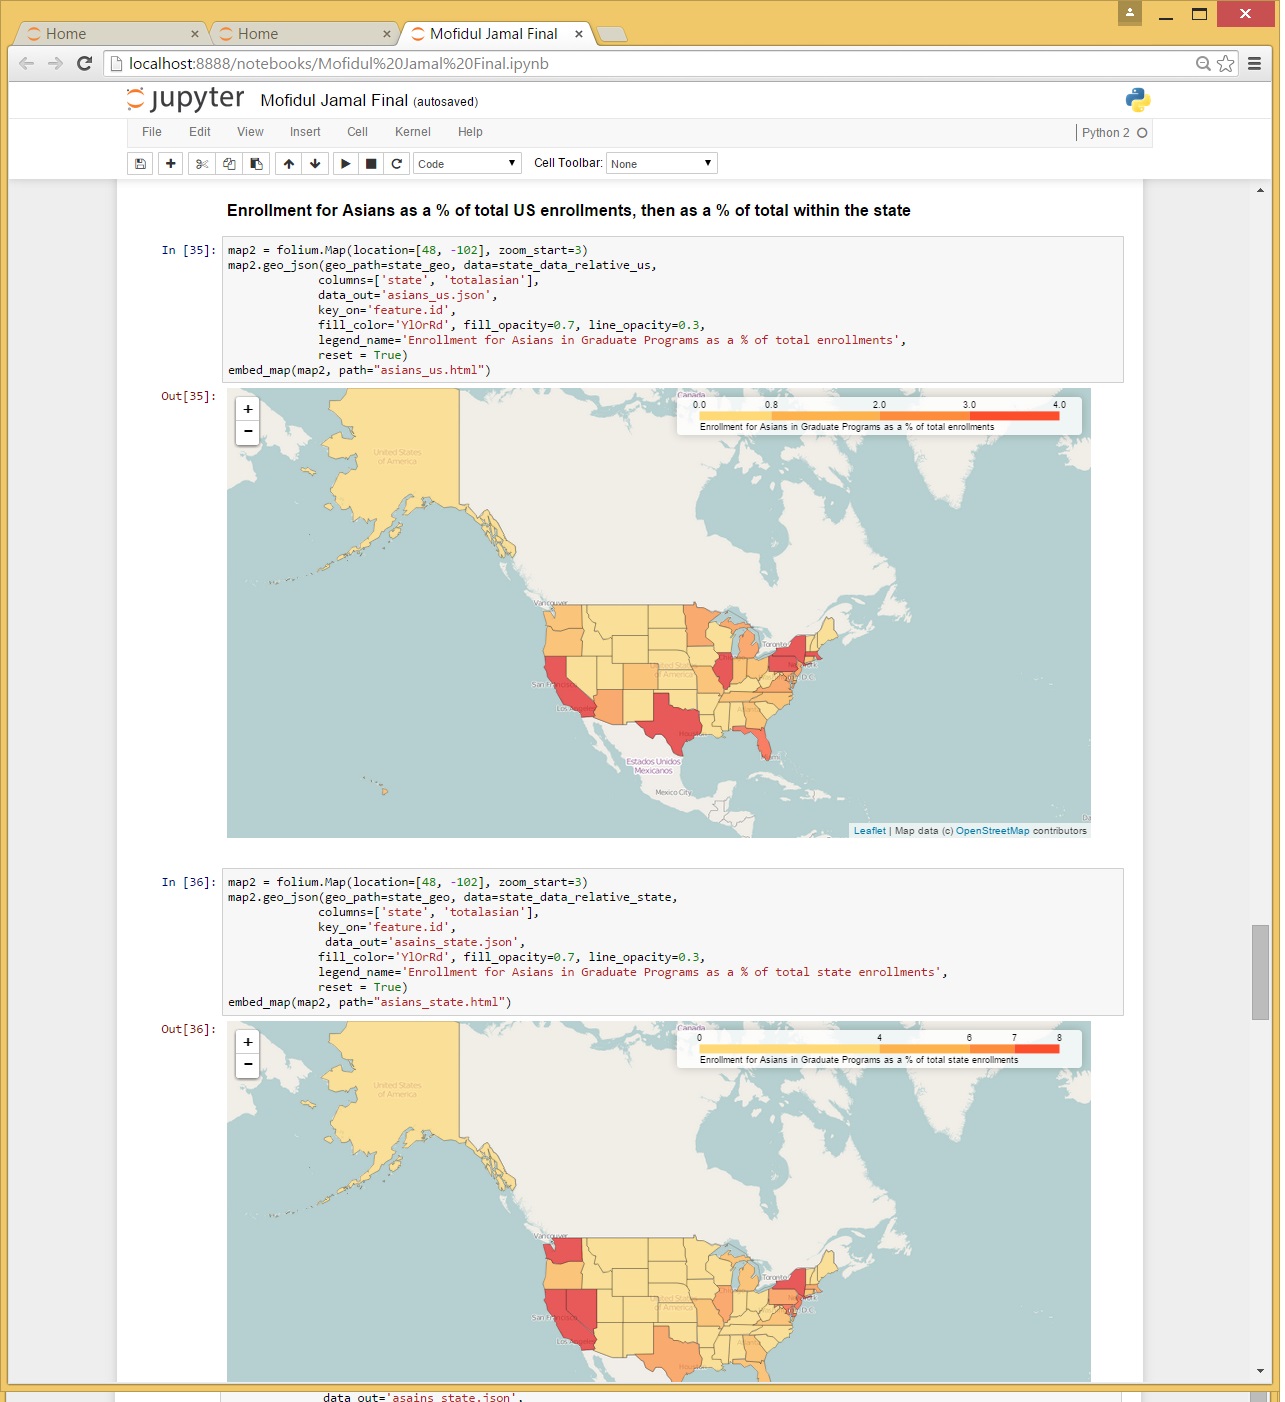 Home
Home
Mofidul Jamal Final
localhost:8888/notebooks/Mofidul%20Jamal%20Final.ipynb
jupyter Mofidul Jamal Final (autosaved)
File Edit View Insert Cell Kernel Help Python 2
Code Cell Toolbar: None
Enrollment for Asians as a % of total US enrollments, then as a % of total within the state
In [35]: map2 = folium.Map(location=[48, -102], zoom_start=3)
map2.geo_json(geo_path=state_geo, data=state_data_relative_us,
columns=['state', 'totalasian'],
data_out='asians_us.json',
key_on='feature.id',
fill_color='YlOrRd', fill_opacity=0.7, line_opacity=0.3,
legend_name='Enrollment for Asians in Graduate Programs as a % of total enrollments',
reset = True)
embed_map(map2, path="asians_us.html")
Out[35]:
+
−
Canada
0.0 0.8 2.0 3.0 4.0
Enrollment for Asians in Graduate Programs as a % of total enrollments
United States
of America
Vancouver
Toronto
United States
of America
San Francisco
Los Angeles
Atlanta
Houston
Miami
Estados Unidos
Mexicanos
Mexico City
Leaflet | Map data (c) OpenStreetMap contributors
In [36]: map2 = folium.Map(location=[48, -102], zoom_start=3)
map2.geo_json(geo_path=state_geo, data=state_data_relative_state,
columns=['state', 'totalasian'],
key_on='feature.id',
data_out='asains_state.json',
fill_color='YlOrRd', fill_opacity=0.7, line_opacity=0.3,
legend_name='Enrollment for Asians in Graduate Programs as a % of total state enrollments',
reset = True)
embed_map(map2, path="asians_state.html")
Out[36]:
+
−
Canada
0 4 6 7 8
Enrollment for Asians in Graduate Programs as a % of total state enrollments
United States
of America
Vancouver
Toronto
United States
of America
San Francisco
Los Angeles
Atlanta
Houston
data_out='asains_state.json',